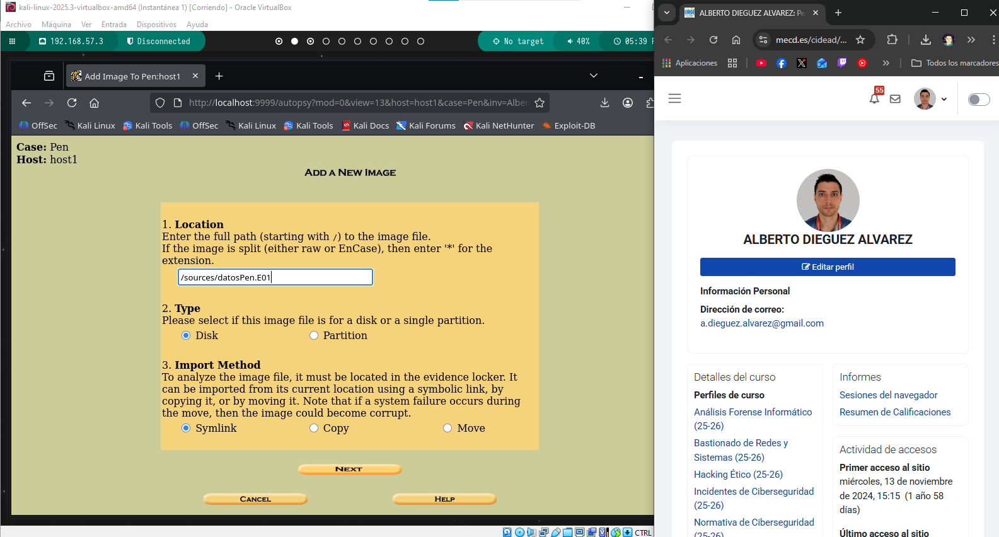 kali-linux-2025.3-virtualbox-amd64 (Instantánea 1) [Corriendo] - Oracle VirtualBox
Archivo Máquina Ver Entrada Dispositivos Ayuda
192.168.57.3 Disconnected No target 40% 05:39
Add Image To Pen:host1
http://localhost:9999/autopsy?mod=0&view=13&host=host1&case=Pen&inv=Alber
OffSec Kali Linux Kali Tools OffSec Kali Linux Kali Tools Kali Docs Kali Forums Kali NetHunter Exploit-DB
Case: Pen
Host: host1
ADD A NEW IMAGE
1. Location
Enter the full path (starting with /) to the image file.
If the image is split (either raw or EnCase), then enter '*' for the
extension.
/sources/datosPen.E01
2. Type
Please select if this image file is for a disk or a single partition.
Disk Partition
3. Import Method
To analyze the image file, it must be located in the evidence locker. It
can be imported from its current location using a symbolic link, by
copying it, or by moving it. Note that if a system failure occurs during
the move, then the image could become corrupt.
Symlink Copy Move
NEXT
CANCEL HELP
CTRL
ALBERTO DIEGUEZ ALVAREZ: Pe
mecd.es/cidead/...
Aplicaciones Todos los marcadores
55
ALBERTO DIEGUEZ ALVAREZ
Editar perfil
Información Personal
Dirección de correo:
a.dieguez.alvarez@gmail.com
Detalles del curso
Perfiles de curso
Análisis Forense Informático
(25-26)
Bastionado de Redes y
Sistemas (25-26)
Hacking Ético (25-26)
Incidentes de Ciberseguridad
(25-26)
Normativa de Ciberseguridad
(25-26)
Informes
Sesiones del navegador
Resumen de Calificaciones
Actividad de accesos
Primer acceso al sitio
miércoles, 13 de noviembre
de 2024, 15:15 (1 año 58
días)
Último acceso al sitio